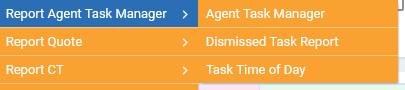 Report Agent Task Manager
Report Quote
Report CT
Agent Task Manager
Dismissed Task Report
Task Time of Day